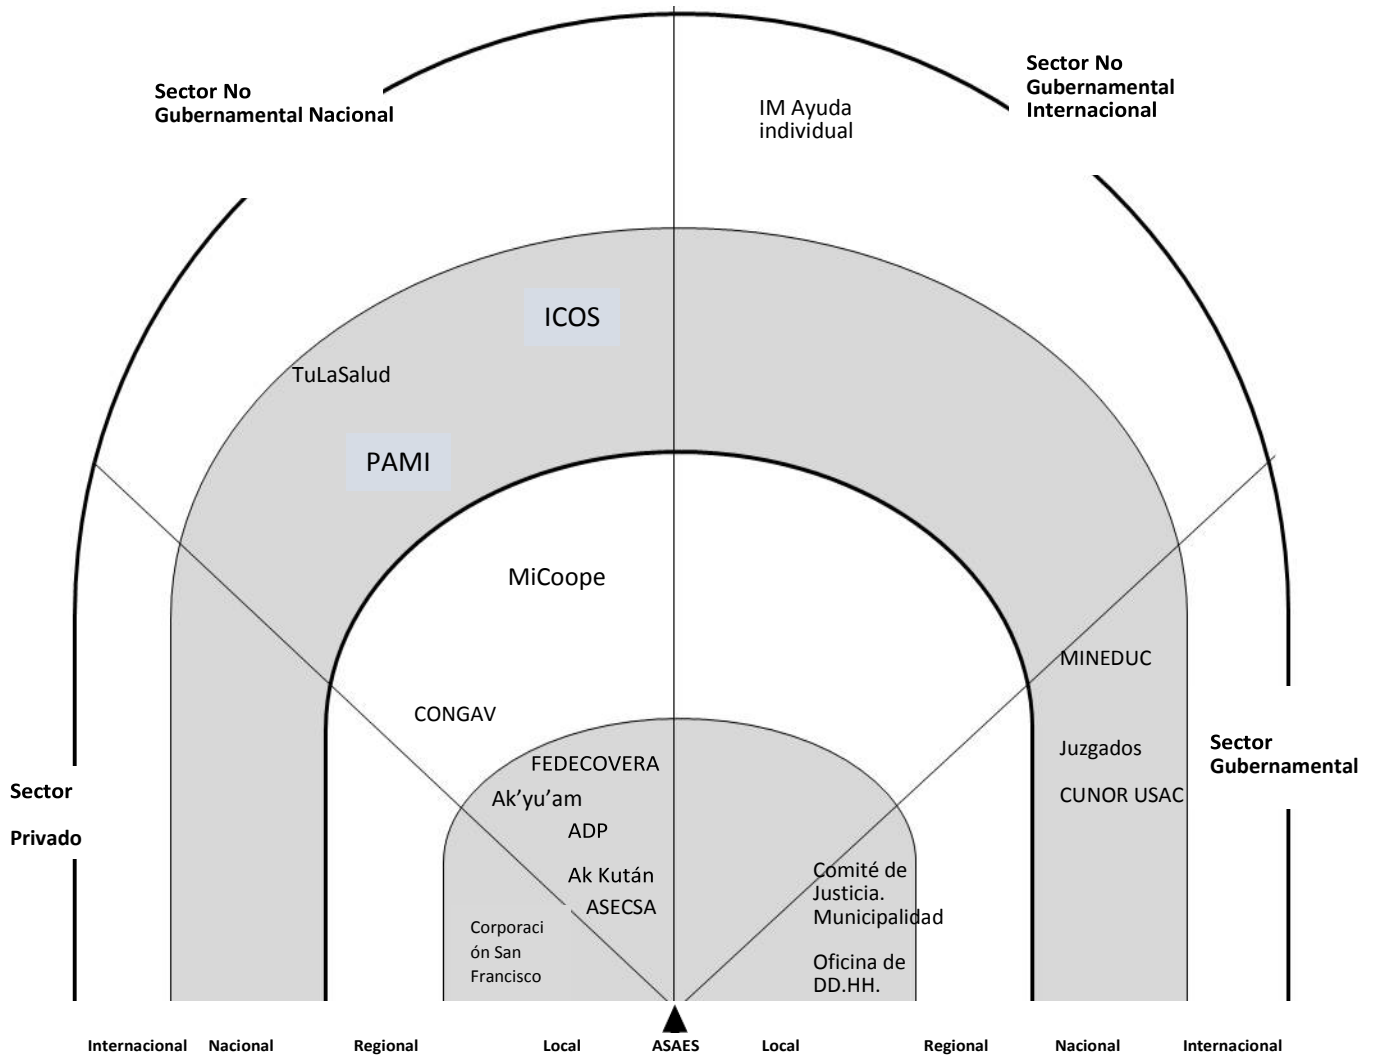 Sector No
Gubernamental Nacional
Sector No
Gubernamental
Internacional
IM Ayuda
individual
ICOS
TuLaSalud
PAMI
MiCoope
CONGAV
MINEDUC
Juzgados
CUNOR USAC
Sector
Gubernamental
FEDECOVERA
Ak’yu’am
ADP
Ak Kután
ASECSA
Sector
Privado
Corporaci
ón San
Francisco
Comité de
Justicia.
Municipalidad
Oficina de
DD.HH.
Internacional Nacional Regional Local ASAES Local Regional Nacional Internacional